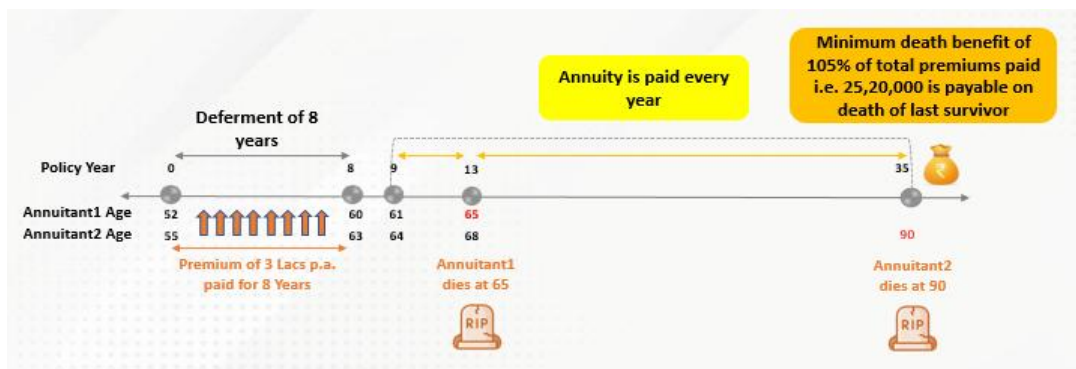 Minimum death benefit of
105% of total premiums paid
i.e. 25,20,000 is payable on
death of last survivor
Annuity is paid every
year
Deferment of 8
years
Policy Year 0 8 9 13 35
Annuitant1 Age 52 60 61 65
Annuitant2 Age 55 63 64 68 90
Premium of 3 Lacs p.a.
paid for 8 Years
Annuitant1
dies at 65
Annuitant2
dies at 90
RIP
RIP